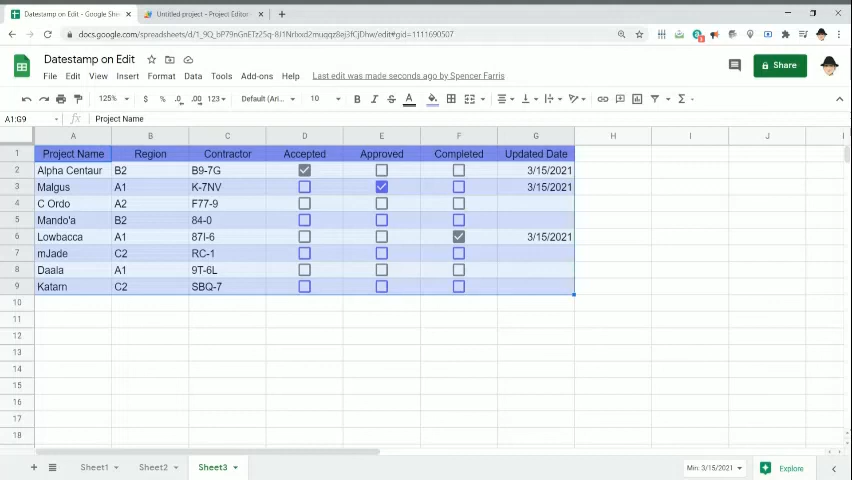 Datestamp on Edit - Google Shee
Untitled project - Project Editor
docs.google.com/spreadsheets/d/1_9Q_bP79nGnETz25q-8J1Nrlxxd2muqqz8ej3fCjDhw/edit#gid=1111690507
Datestamp on Edit
File Edit View Insert Format Data Tools Add-ons Help Last edit was made seconds ago by Spencer Farris
Share
125% $ % .0 .00 123 Default (Ari... 10 B I S A
A1:G9 fx Project Name
A B C D E F G H I J K
1 Project Name Region Contractor Accepted Approved Completed Updated Date
2 Alpha Centaur B2 B9-7G 3/15/2021
3 Malgus A1 K-7NV 3/15/2021
4 C Ordo A2 F77-9
5 Mando'a B2 84-0
6 Lowbacca A1 87I-6 3/15/2021
7 mJade C2 RC-1
8 Daala A1 9T-6L
9 Katarn C2 SBQ-7
10
11
12
13
14
15
16
17
18
Sheet1 Sheet2 Sheet3 Min: 3/15/2021 Explore